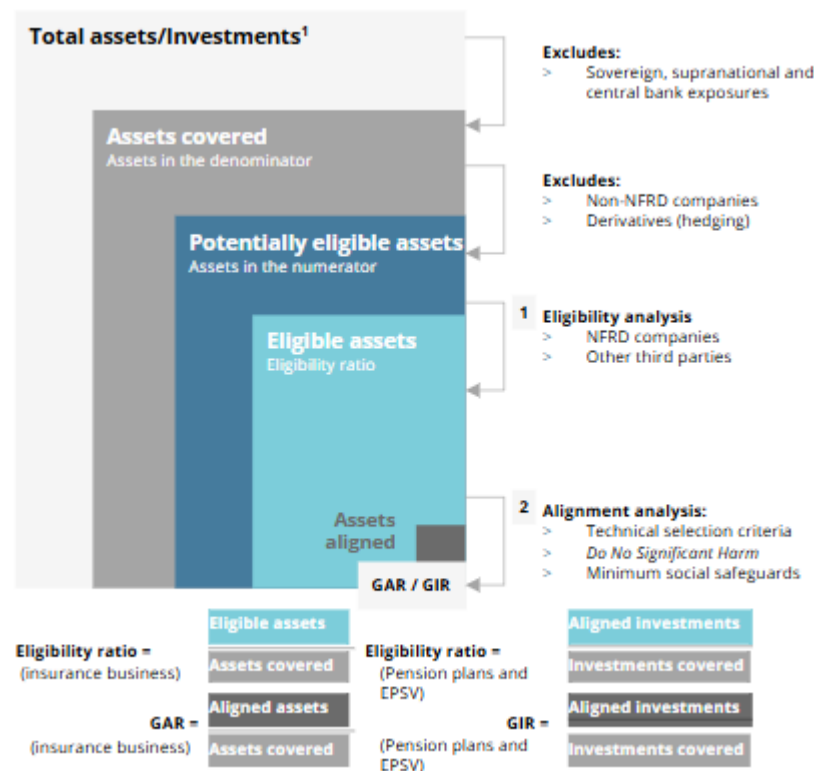 Total assets/Investments¹
Excludes:
> Sovereign, supranational and
central bank exposures
Assets covered
Assets in the denominator
Excludes:
> Non-NFRD companies
> Derivatives (hedging)
Potentially eligible assets
Assets in the numerator
1 Eligibility analysis
> NFRD companies
> Other third parties
Eligible assets
Eligibility ratio
2 Alignment analysis:
> Technical selection criteria
> Do No Significant Harm
> Minimum social safeguards
Assets
aligned
GAR / GIR
Eligibility ratio =
(insurance business)
Eligible assets
Assets covered
Eligibility ratio =
(Pension plans and
EPSV)
Aligned investments
Investments covered
GAR =
(insurance business)
Aligned assets
Assets covered
GIR =
(Pension plans and
EPSV)
Aligned investments
Investments covered